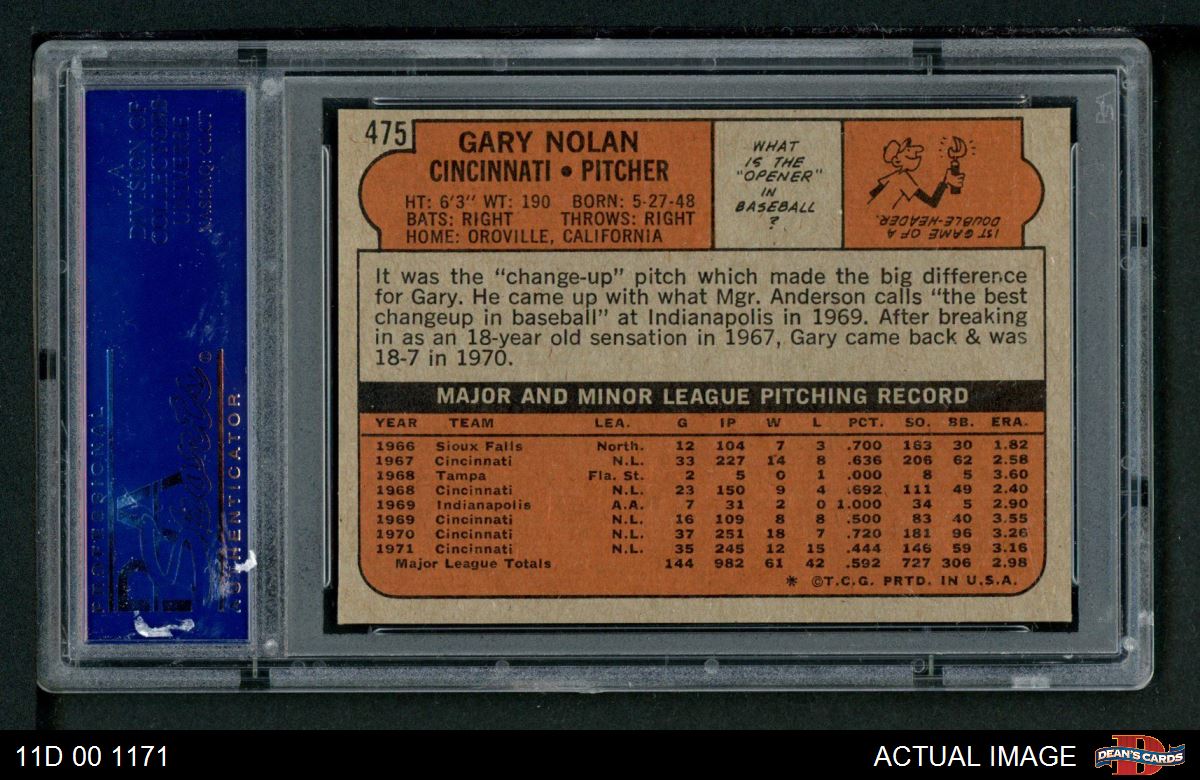 A
DIVISION OF
COLLECTORS
UNIVERSE
NASDAQ: CLCT
PROFESSIONAL
PSA
Sports ®
AUTHENTICATOR
475
GARY NOLAN
CINCINNATI • PITCHER
HT: 6'3" WT: 190 BORN: 5-27-48
BATS: RIGHT THROWS: RIGHT
HOME: OROVILLE, CALIFORNIA
WHAT
IS THE
"OPENER"
IN
BASEBALL
?
1ST GAME OF A
DOUBLE-HEADER.
It was the "change-up" pitch which made the big difference
for Gary. He came up with what Mgr. Anderson calls "the best
changeup in baseball" at Indianapolis in 1969. After breaking
in as an 18-year old sensation in 1967, Gary came back & was
18-7 in 1970.
MAJOR AND MINOR LEAGUE PITCHING RECORD
YEAR TEAM LEA. G IP W L PCT. SO. BB. ERA.
1966 Sioux Falls North. 12 104 7 3 .700 163 30 1.82
1967 Cincinnati N.L. 33 227 14 8 .636 206 62 2.58
1968 Tampa Fla. St. 2 5 0 1 .000 8 5 3.60
1968 Cincinnati N.L. 23 150 9 4 .692 111 49 2.40
1969 Indianapolis A.A. 7 31 2 0 1.000 34 5 2.90
1969 Cincinnati N.L. 16 109 8 8 .500 83 40 3.55
1970 Cincinnati N.L. 37 251 18 7 .720 181 96 3.26
1971 Cincinnati N.L. 35 245 12 15 .444 146 59 3.16
Major League Totals 144 982 61 42 .592 727 306 2.98
* ©T.C.G. PRTD. IN U.S.A.
11D 00 1171
ACTUAL IMAGE
D
DEAN'S CARDS